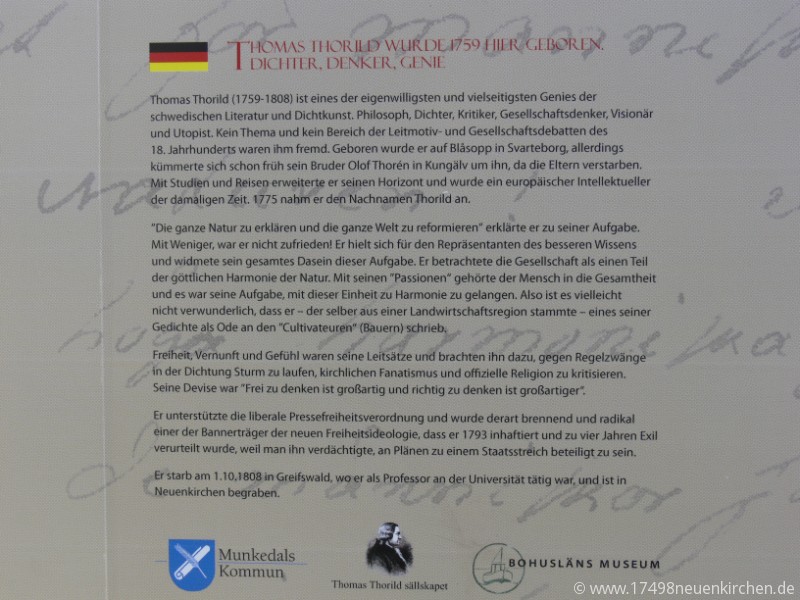 THOMAS THORILD WURDE 1759 HIER GEBOREN.
DICHTER, DENKER, GENIE
Thomas Thorild (1759-1808) ist eines der eigenwilligsten und vielseitigsten Genies der
schwedischen Literatur und Dichtkunst. Philosoph, Dichter, Kritiker, Gesellschaftsdenker, Visionär
und Utopist. Kein Thema und kein Bereich der Leitmotiv- und Gesellschaftsdebatten des
18. Jahrhunderts waren ihm fremd. Geboren wurde er auf Blåsopp in Svarteborg, allerdings
kümmerte sich schon früh sein Bruder Olof Thorén in Kungälv um ihn, da die Eltern verstarben.
Mit Studien und Reisen erweiterte er seinen Horizont und wurde ein europäischer Intellektueller
der damaligen Zeit. 1775 nahm er den Nachnamen Thorild an.
"Die ganze Natur zu erklären und die ganze Welt zu reformieren" erklärte er zu seiner Aufgabe.
Mit Weniger, war er nicht zufrieden! Er hielt sich für den Repräsentanten des besseren Wissens
und widmete sein gesamtes Dasein dieser Aufgabe. Er betrachtete die Gesellschaft als einen Teil
der göttlichen Harmonie der Natur. Mit seinen "Passionen" gehörte der Mensch in die Gesamtheit
und es war seine Aufgabe, mit dieser Einheit zu Harmonie zu gelangen. Also ist es vielleicht
nicht verwunderlich, dass er – der selber aus einer Landwirtschaftsregion stammte – eines seiner
Gedichte als Ode an den "Cultivateuren" (Bauern) schrieb.
Freiheit, Vernunft und Gefühl waren seine Leitsätze und brachten ihn dazu, gegen Regelzwänge
in der Dichtung Sturm zu laufen, kirchlichen Fanatismus und offizielle Religion zu kritisieren.
Seine Devise war "Frei zu denken ist großartig und richtig zu denken ist großartiger".
Er unterstützte die liberale Pressefreiheitsverordnung und wurde derart brennend und radikal
einer der Bannerträger der neuen Freiheitsideologie, dass er 1793 inhaftiert und zu vier Jahren Exil
verurteilt wurde, weil man ihn verdächtigte, an Plänen zu einem Staatsstreich beteiligt zu sein.
Er starb am 1.10,1808 in Greifswald, wo er als Professor an der Universität tätig war, und ist in
Neuenkirchen begraben.
Munkedals
Kommun
Thomas Thorild sällskapet
BOHUSLÄNS MUSEUM
© www.17498neuenkirchen.de